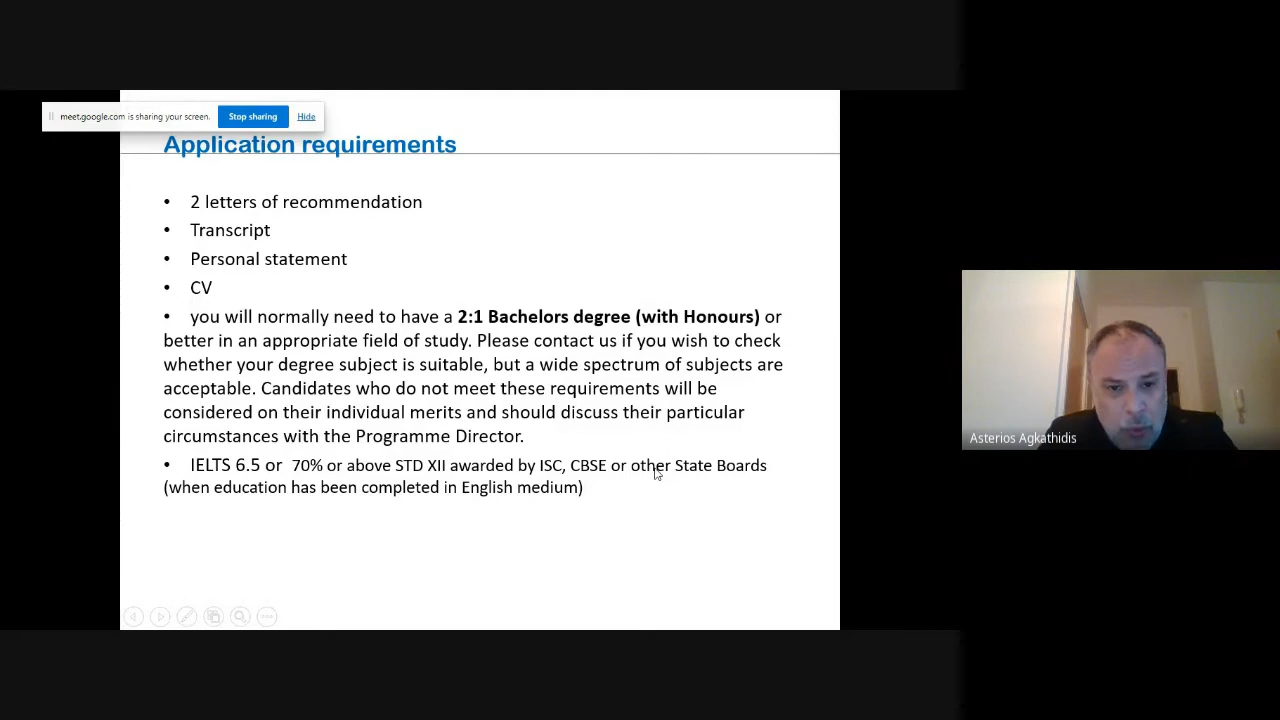 meet.google.com is sharing your screen. Stop sharing Hide
Application requirements
• 2 letters of recommendation
• Transcript
• Personal statement
• CV
• you will normally need to have a 2:1 Bachelors degree (with Honours) or
better in an appropriate field of study. Please contact us if you wish to check
whether your degree subject is suitable, but a wide spectrum of subjects are
acceptable. Candidates who do not meet these requirements will be
considered on their individual merits and should discuss their particular
circumstances with the Programme Director.
• IELTS 6.5 or 70% or above STD XII awarded by ISC, CBSE or other State Boards
(when education has been completed in English medium)
Asterios Agkathidis